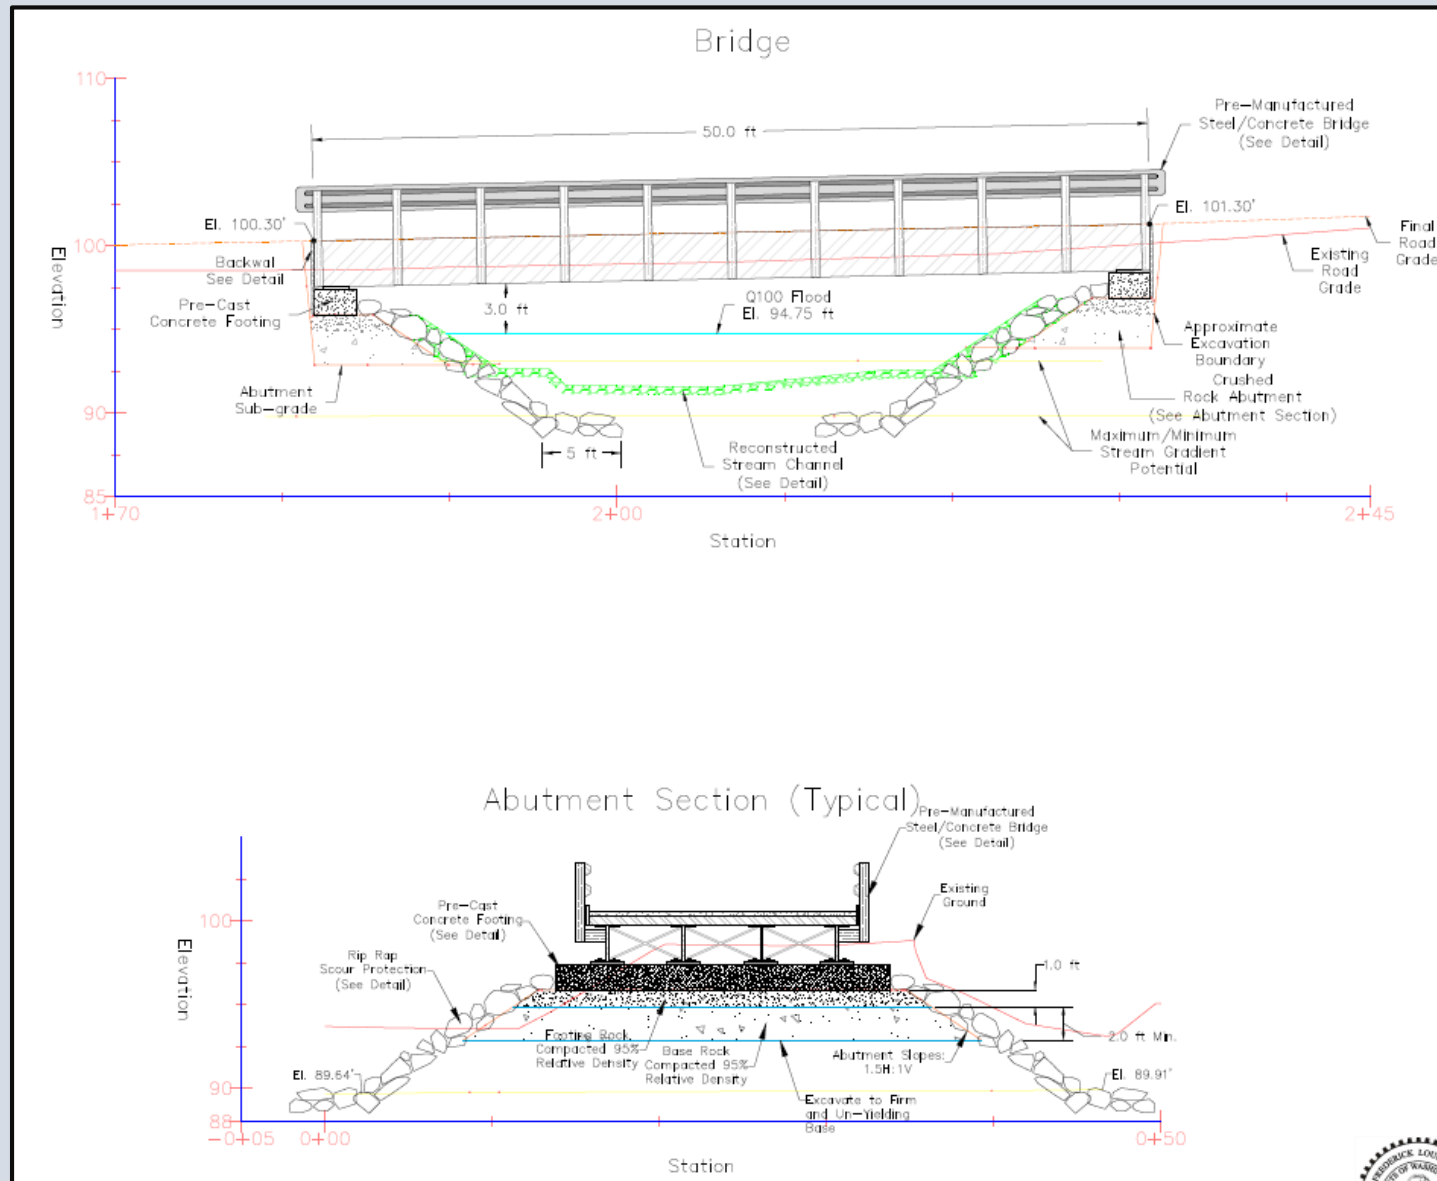 Bridge
110
50.0 ft
Pre-Manufactured
Steel/Concrete Bridge
(See Detail)
El. 100.30'
El. 101.30'
100
Elevation
Backwal
See Detail
Pre-Cast
Concrete Footing
3.0 ft
Q100 Flood
El. 94.75 ft
Final
Road
Grade
Existing
Road
Grade
Approximate
Excavation
Boundary
Crushed
Rock Abutment
(See Abutment Section)
Abutment
Sub-grade
90
5 ft
Reconstructed
Stream Channel
(See Detail)
Maximum/Minimum
Stream Gradient
Potential
85
1+70
2+00
2+45
Station
Abutment Section (Typical)
Pre-Manufactured
Steel/Concrete Bridge
(See Detail)
Existing
Ground
Pre-Cast
Concrete Footing
(See Detail)
100
Elevation
Rip Rap
Scour Protection
(See Detail)
1.0 ft
2.0 ft Min.
Footing Rock
Compacted 95%
Relative Density
Base Rock
Compacted 95%
Relative Density
Abutment Slopes:
1.5H:1V
El. 89.64'
El. 89.91'
90
Excavate to Firm
and Un-Yielding
Base
88
-0+05
0+00
0+50
Station
FREDERICK